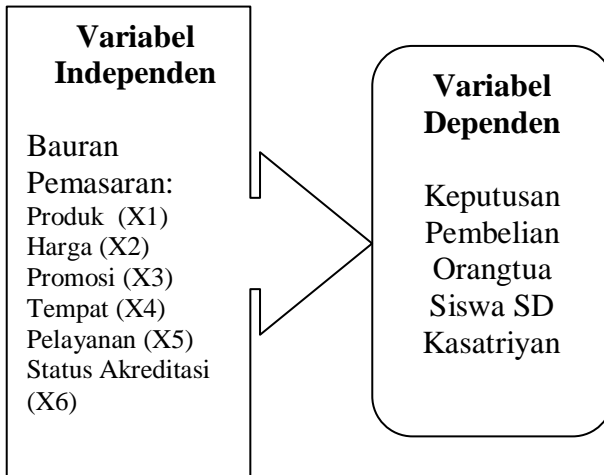 Variabel
Independen
Bauran
Pemasaran:
Produk (X1)
Harga (X2)
Promosi (X3)
Tempat (X4)
Pelayanan (X5)
Status Akreditasi
(X6)
Variabel
Dependen
Keputusan
Pembelian
Orangtua
Siswa SD
Kasatriyan